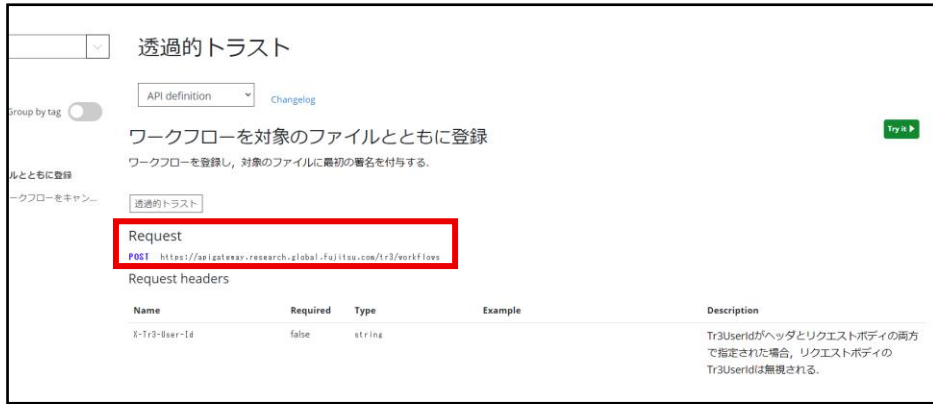 透過的トラスト
API definition
Changelog
Group by tag
ワークフローを対象のファイルとともに登録
Try it
ワークフローを登録し，対象のファイルに最初の署名を付与する.
ルとともに登録
ークフローをキャン...
透過的トラスト
Request
POST https://apigateway.research.global.fujitsu.com/tr3/workflows
Request headers
Name Required Type Example Description
X-Tr3-User-Id false string Tr3UserIdがヘッダとリクエストボディの両方
で指定された場合，リクエストボディの
Tr3UserIdは無視される.